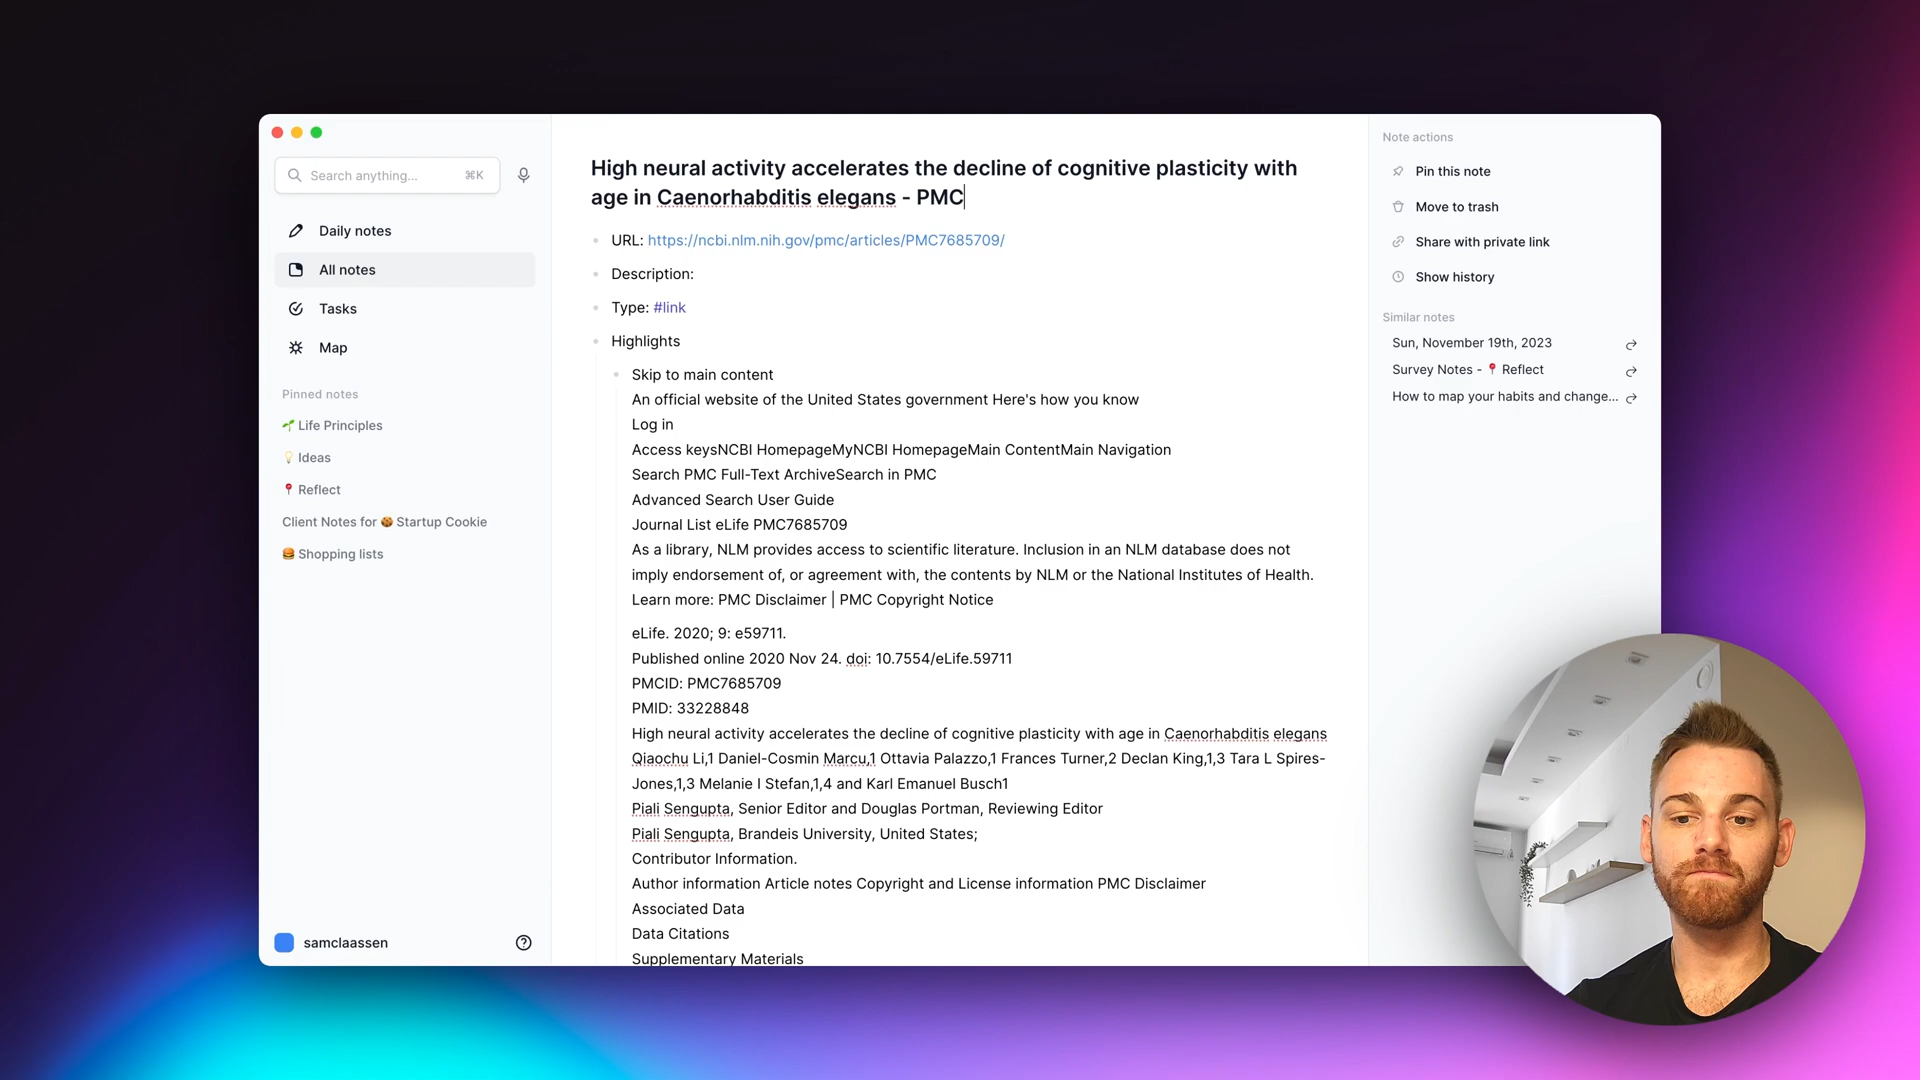 Search anything...
⌘K
Daily notes
All notes
Tasks
Map
Pinned notes
Life Principles
Ideas
Reflect
Client Notes for 🍪 Startup Cookie
Shopping lists
samclaassen
High neural activity accelerates the decline of cognitive plasticity with
age in Caenorhabditis elegans - PMC
URL: https://ncbi.nlm.nih.gov/pmc/articles/PMC7685709/
Description:
Type: #link
Highlights
Skip to main content
An official website of the United States government Here's how you know
Log in
Access keysNCBI HomepageMyNCBI HomepageMain ContentMain Navigation
Search PMC Full-Text ArchiveSearch in PMC
Advanced Search User Guide
Journal List eLife PMC7685709
As a library, NLM provides access to scientific literature. Inclusion in an NLM database does not
imply endorsement of, or agreement with, the contents by NLM or the National Institutes of Health.
Learn more: PMC Disclaimer | PMC Copyright Notice
eLife. 2020; 9: e59711.
Published online 2020 Nov 24. doi: 10.7554/eLife.59711
PMCID: PMC7685709
PMID: 33228848
High neural activity accelerates the decline of cognitive plasticity with age in Caenorhabditis elegans
Qiaochu Li,1 Daniel-Cosmin Marcu,1 Ottavia Palazzo,1 Frances Turner,2 Declan King,1,3 Tara L Spires-
Jones,1,3 Melanie I Stefan,1,4 and Karl Emanuel Busch1
Piali Sengupta, Senior Editor and Douglas Portman, Reviewing Editor
Piali Sengupta, Brandeis University, United States;
Contributor Information.
Author information Article notes Copyright and License information PMC Disclaimer
Associated Data
Data Citations
Supplementary Materials
Note actions
Pin this note
Move to trash
Share with private link
Show history
Similar notes
Sun, November 19th, 2023
Survey Notes - 📍 Reflect
How to map your habits and change...